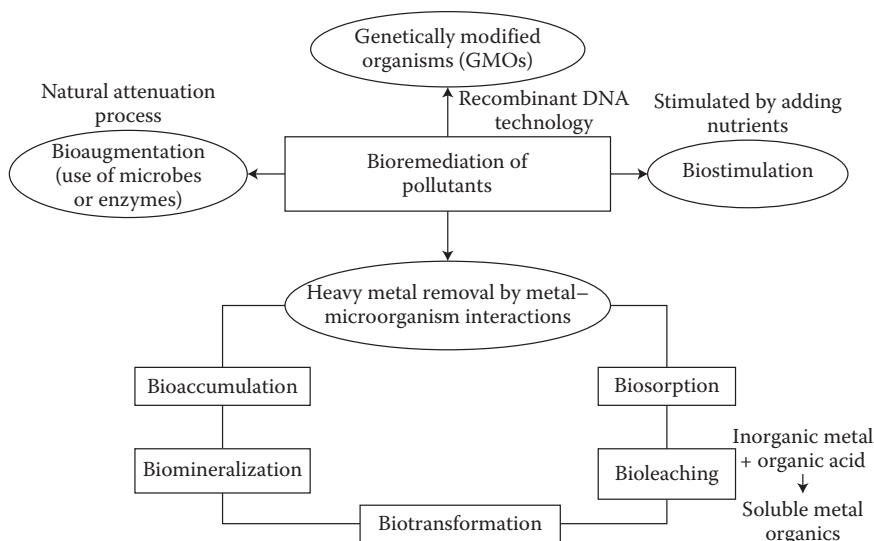 Genetically modified
organisms (GMOs)
Recombinant DNA
technology
Natural attenuation
process
Bioaugmentation
(use of microbes
or enzymes)
Bioremediation of
pollutants
Stimulated by adding
nutrients
Biostimulation
Heavy metal removal by metal–
microorganism interactions
Bioaccumulation
Biosorption
Biomineralization
Bioleaching
Inorganic metal
+ organic acid
Soluble metal
organics
Biotransformation